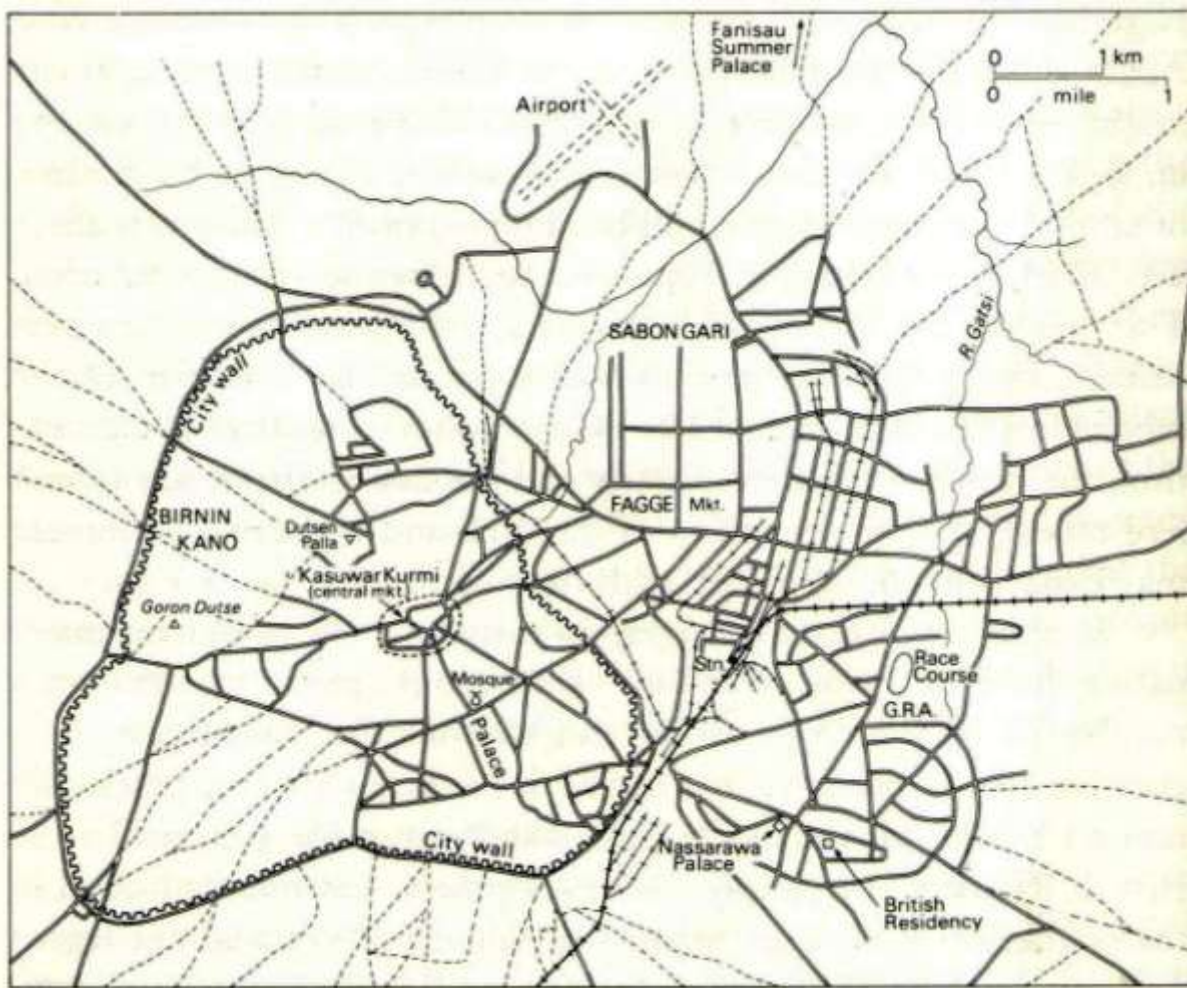 Fanisau
Summer
Palace
0 1 km
0 mile 1
Airport
R. Gatsi
SABON GARI
City wall
FAGGE Mkt.
BIRNIN
KANO
Dutsen
Palla
Kasuwar Kurmi
(central mkt.)
Goron Dutse
Mosque
Palace
Stn.
Race
Course
G.R.A.
City wall
Nassarawa
Palace
British
Residency